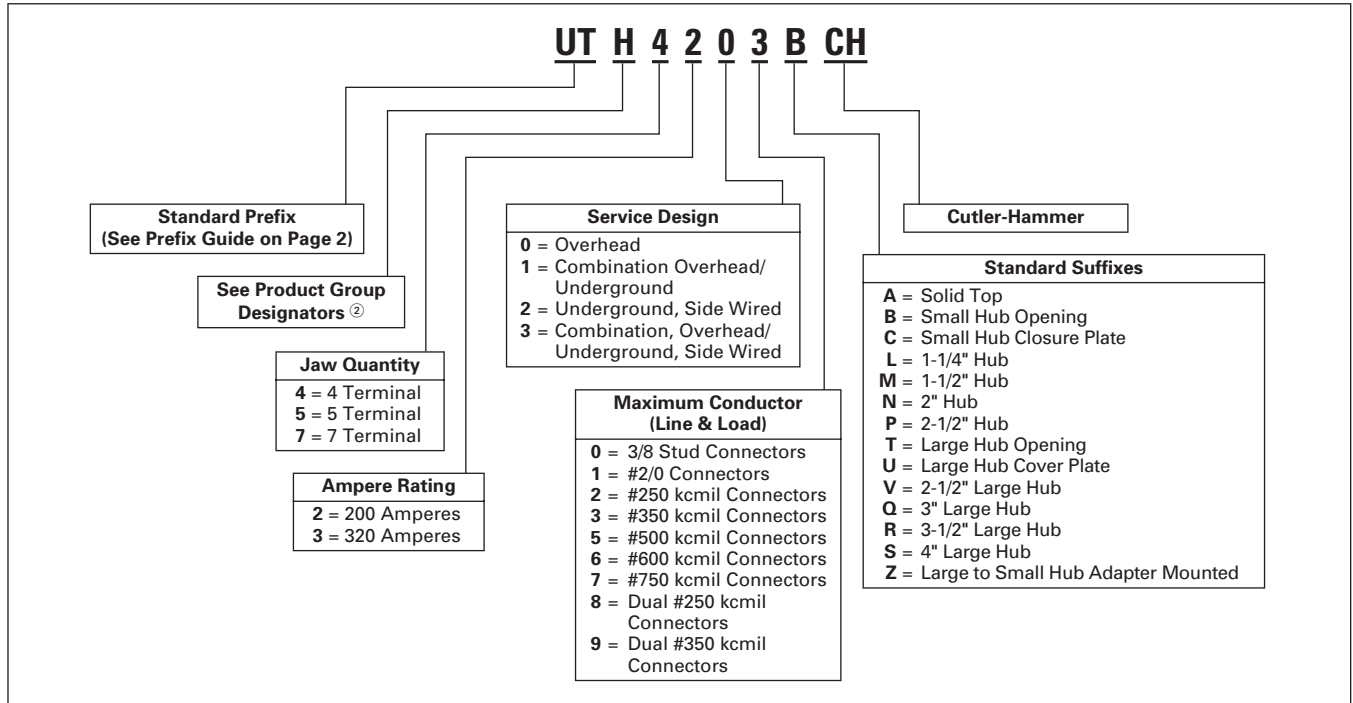 UT H 4 2 0 3 B CH
Standard Prefix
(See Prefix Guide on Page 2)
See Product Group
Designators ②
Jaw Quantity
4 = 4 Terminal
5 = 5 Terminal
7 = 7 Terminal
Ampere Rating
2 = 200 Amperes
3 = 320 Amperes
Service Design
0 = Overhead
1 = Combination Overhead/
Underground
2 = Underground, Side Wired
3 = Combination, Overhead/
Underground, Side Wired
Maximum Conductor
(Line & Load)
0 = 3/8 Stud Connectors
1 = #2/0 Connectors
2 = #250 kcmil Connectors
3 = #350 kcmil Connectors
5 = #500 kcmil Connectors
6 = #600 kcmil Connectors
7 = #750 kcmil Connectors
8 = Dual #250 kcmil
Connectors
9 = Dual #350 kcmil
Connectors
Cutler-Hammer
Standard Suffixes
A = Solid Top
B = Small Hub Opening
C = Small Hub Closure Plate
L = 1-1/4" Hub
M = 1-1/2" Hub
N = 2" Hub
P = 2-1/2" Hub
T = Large Hub Opening
U = Large Hub Cover Plate
V = 2-1/2" Large Hub
Q = 3" Large Hub
R = 3-1/2" Large Hub
S = 4" Large Hub
Z = Large to Small Hub Adapter Mounted